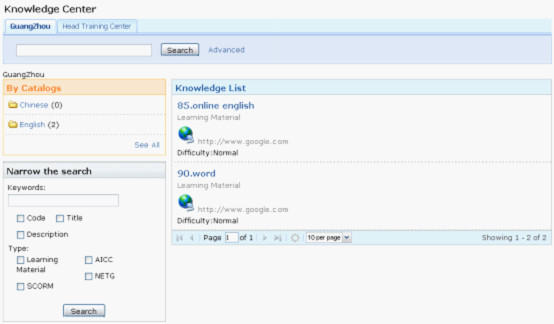 Knowledge Center
GuangZhou
Head Training Center
Search
Advanced
GuangZhou
By Catalogs
Chinese (0)
English (2)
See All
Narrow the search
Keywords:
Code
Title
Description
Type:
Learning Material
AICC
NETG
SCORM
Search
Knowledge List
85.online english
Learning Material
http://www.google.com
Difficulty:Normal
90.word
Learning Material
http://www.google.com
Difficulty:Normal
Page 1 of 1
10 per page
Showing 1 - 2 of 2